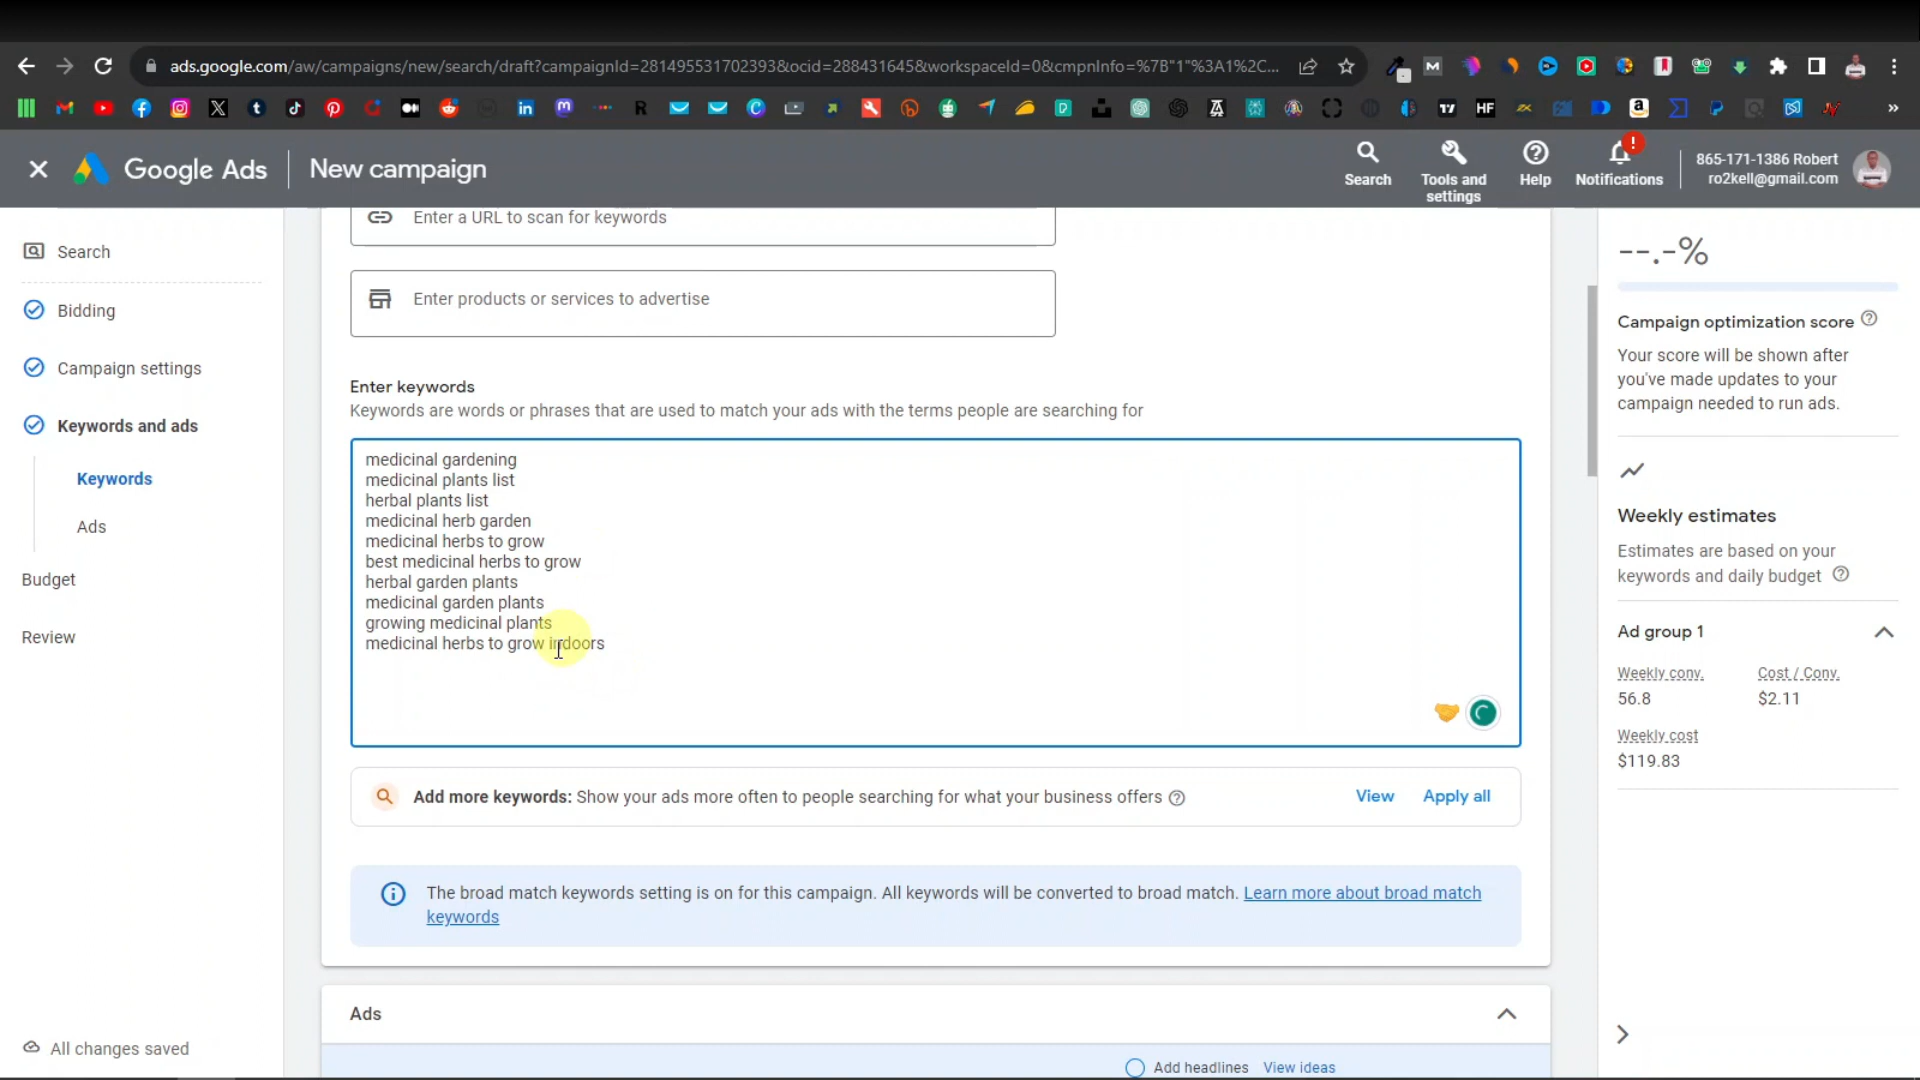 ads.google.com/aw/campaigns/new/search/draft?campaignId=281495531702393&ocid=288431645&workspaceId=0&cmpnInfo=%7B"1"%3A1%2C...
Google Ads
New campaign
Search
Tools and
settings
Help
Notifications
865-171-1386 Robert
ro2kell@gmail.com
Search
Bidding
Campaign settings
Keywords and ads
Keywords
Ads
Budget
Review
All changes saved
Enter a URL to scan for keywords
Enter products or services to advertise
Enter keywords
Keywords are words or phrases that are used to match your ads with the terms people are searching for
medicinal gardening
medicinal plants list
herbal plants list
medicinal herb garden
medicinal herbs to grow
best medicinal herbs to grow
herbal garden plants
medicinal garden plants
growing medicinal plants
medicinal herbs to grow indoors
Add more keywords: Show your ads more often to people searching for what your business offers
View
Apply all
The broad match keywords setting is on for this campaign. All keywords will be converted to broad match. Learn more about broad match
keywords
Ads
Add headlines
View ideas
--.-%
Campaign optimization score
Your score will be shown after
you've made updates to your
campaign needed to run ads.
Weekly estimates
Estimates are based on your
keywords and daily budget
Ad group 1
Weekly conv.
Cost / Conv.
56.8
$2.11
Weekly cost
$119.83